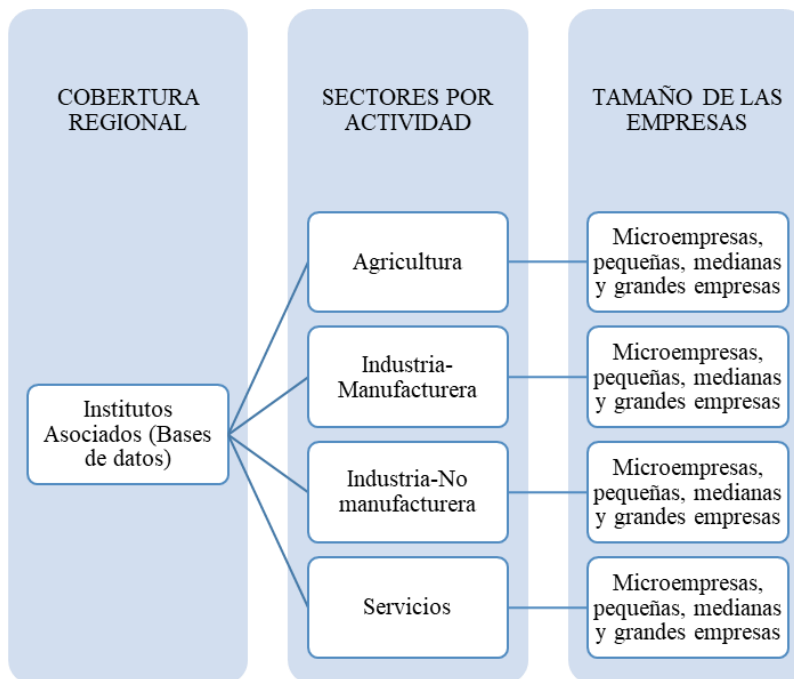 COBERTURA
REGIONAL
SECTORES POR
ACTIVIDAD
TAMAÑO DE LAS
EMPRESAS
Institutos
Asociados (Bases
de datos)
Agricultura
Microempresas,
pequeñas, medianas
y grandes empresas
Industria-
Manufacturera
Microempresas,
pequeñas, medianas
y grandes empresas
Industria-No
manufacturera
Microempresas,
pequeñas, medianas
y grandes empresas
Servicios
Microempresas,
pequeñas, medianas
y grandes empresas